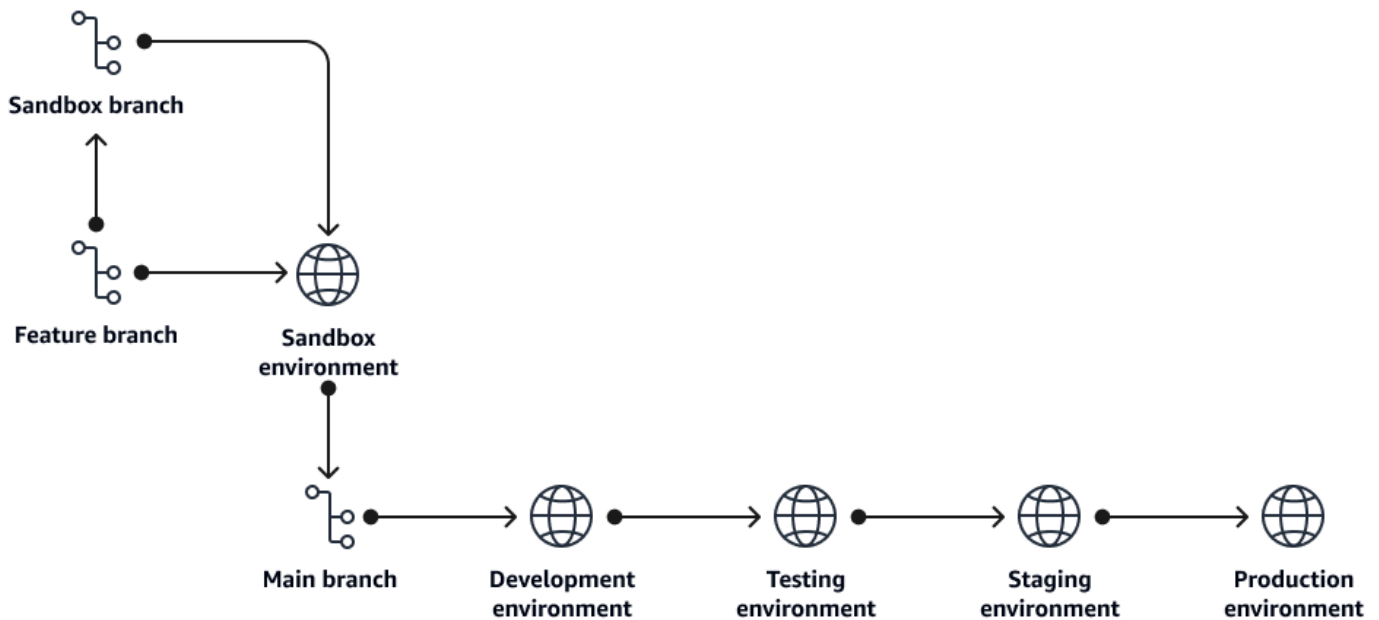 Sandbox branch
Feature branch
Sandbox
environment
Main branch
Development
environment
Testing
environment
Staging
environment
Production
environment